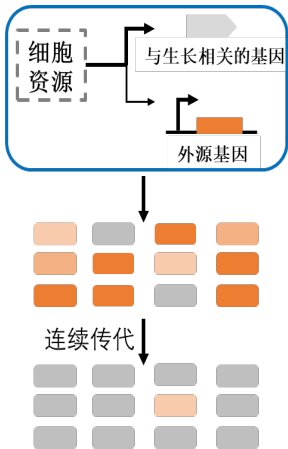 细胞
资源
与生长相关的基因
外源基因
连续传代